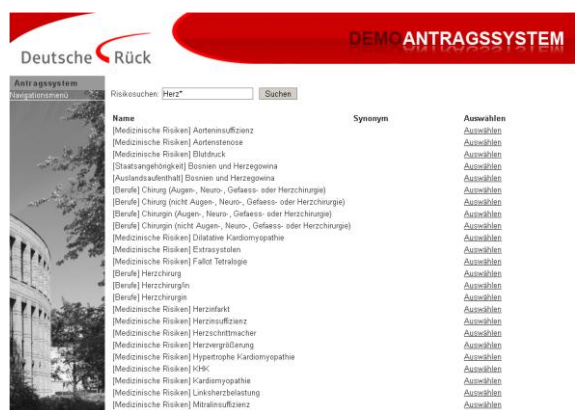 DEMOANTRAGSSYSTEM
Deutsche Rück
Antragssystem
Navigationsmenü
Risikosuchen: Herz* Suchen
Name Synonym Auswählen
[Medizinische Risiken] Aorteninsuffizienz Auswählen
[Medizinische Risiken] Aortenstenose Auswählen
[Medizinische Risiken] Blutdruck Auswählen
[Staatsangehörigkeit] Bosnien und Herzegowina Auswählen
[Auslandsaufenthalt] Bosnien und Herzegowina Auswählen
[Berufe] Chirurg (Augen-, Neuro-, Gefaess- oder Herzchirurgie) Auswählen
[Berufe] Chirurg (nicht Augen-, Neuro-, Gefaess- oder Herzchirurgie) Auswählen
[Berufe] Chirurgin (Augen-, Neuro-, Gefaess- oder Herzchirurgie) Auswählen
[Berufe] Chirurgin (nicht Augen-, Neuro-, Gefaess- oder Herzchirurgie) Auswählen
[Medizinische Risiken] Dilatative Kardiomyopathie Auswählen
[Medizinische Risiken] Extrasystolen Auswählen
[Medizinische Risiken] Fallot Tetralogie Auswählen
[Berufe] Herzchirurg Auswählen
[Berufe] Herzchirurg/in Auswählen
[Berufe] Herzchirurgin Auswählen
[Medizinische Risiken] Herzinfarkt Auswählen
[Medizinische Risiken] Herzinsuffizienz Auswählen
[Medizinische Risiken] Herzschrittmacher Auswählen
[Medizinische Risiken] Herzvergrößerung Auswählen
[Medizinische Risiken] Hypertrophe Kardiomyopathie Auswählen
[Medizinische Risiken] KHK Auswählen
[Medizinische Risiken] Kardiomyopathie Auswählen
[Medizinische Risiken] Linksherzbelastung Auswählen
[Medizinische Risiken] Mitralinsuffizienz Auswählen